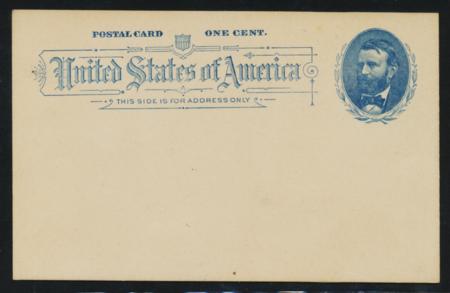 POSTAL CARD ONE CENT.
United States of America
THIS SIDE IS FOR ADDRESS ONLY